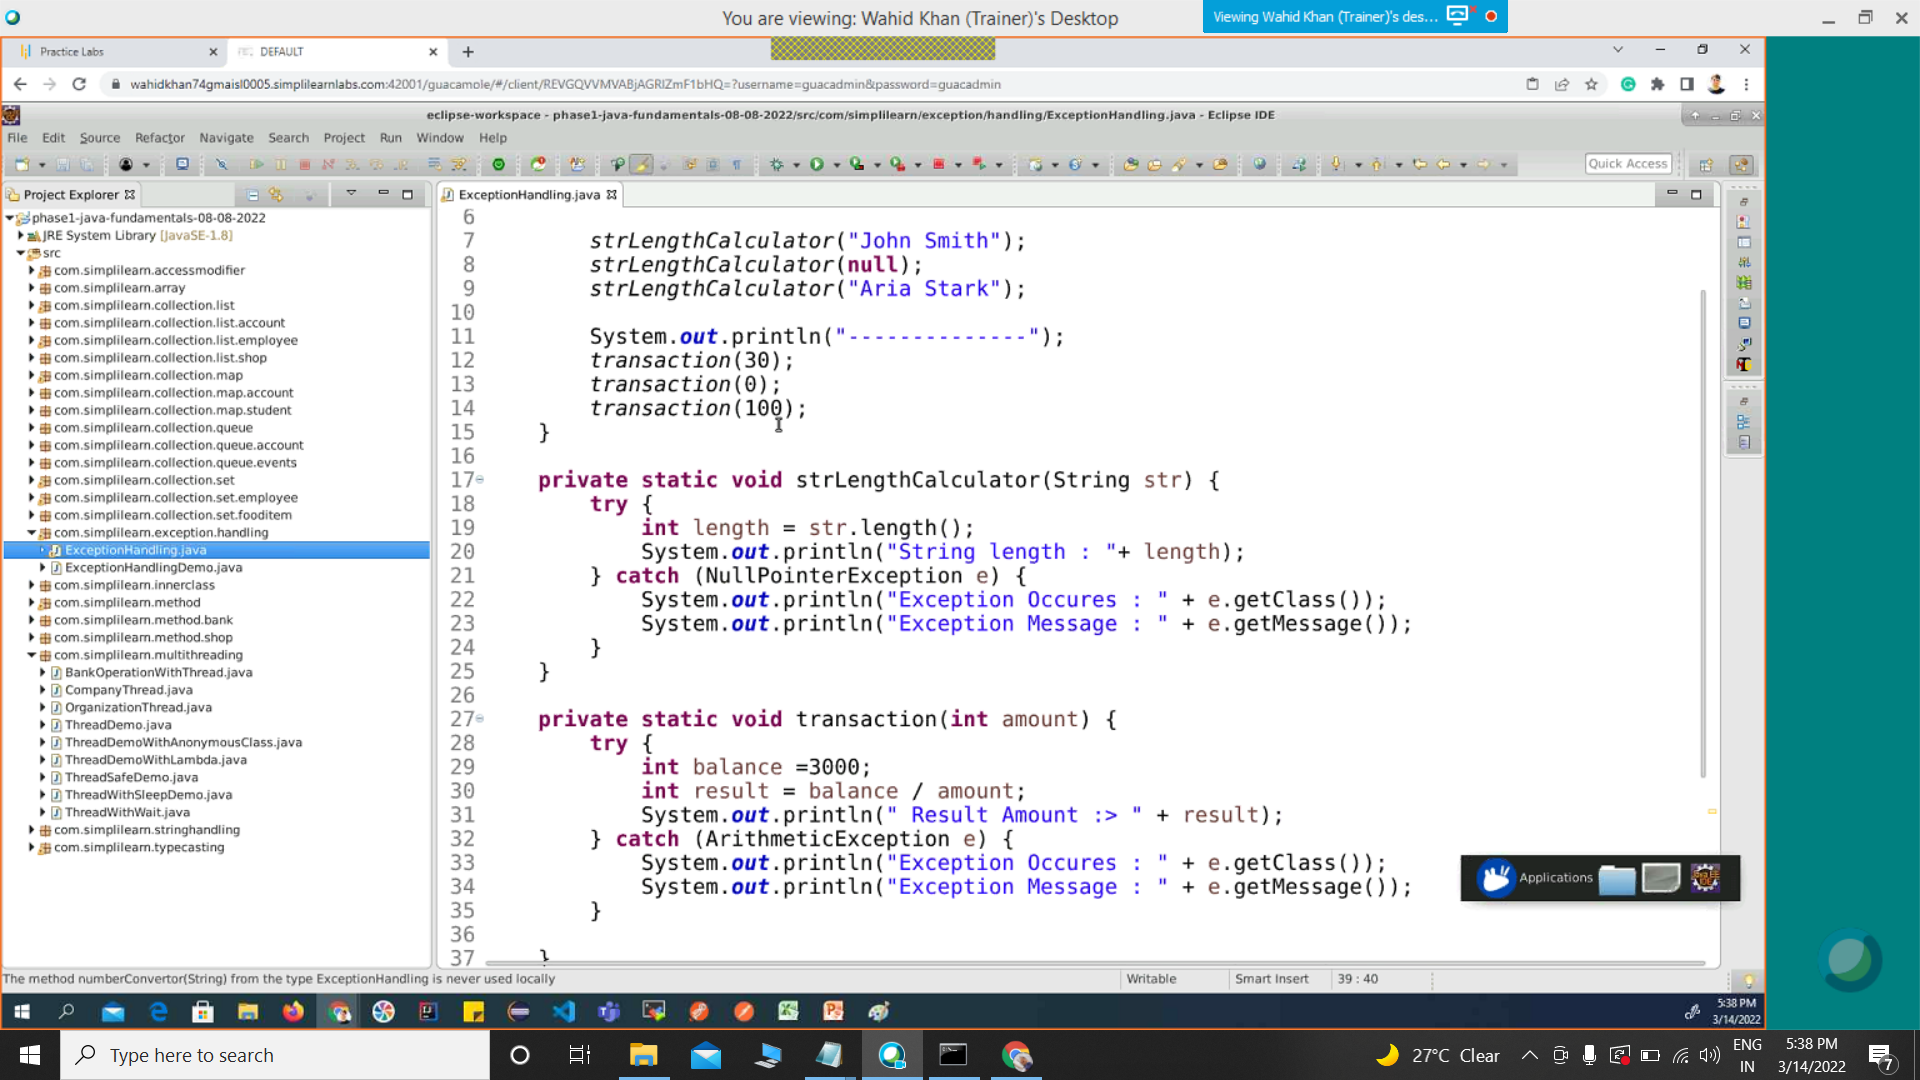 You are viewing: Wahid Khan (Trainer)'s Desktop
Viewing Wahid Khan (Trainer)'s des...
Practice Labs
DEFAULT
wahidkhan74gmaisl0005.simplilearnlabs.com:42001/guacamole/#/client/REVGQVVMVABjAGRlZmF1bHQ=?username=guacadmin&password=guacadmin
eclipse-workspace - phase1-java-fundamentals-08-08-2022/src/com/simplilearn/exception/handling/ExceptionHandling.java - Eclipse IDE
File Edit Source Refactor Navigate Search Project Run Window Help
Quick Access
Project Explorer
phase1-java-fundamentals-08-08-2022
JRE System Library [JavaSE-1.8]
src
com.simplilearn.accessmodifier
com.simplilearn.array
com.simplilearn.collection.list
com.simplilearn.collection.list.account
com.simplilearn.collection.list.employee
com.simplilearn.collection.list.shop
com.simplilearn.collection.map
com.simplilearn.collection.map.account
com.simplilearn.collection.map.student
com.simplilearn.collection.queue
com.simplilearn.collection.queue.account
com.simplilearn.collection.queue.events
com.simplilearn.collection.set
com.simplilearn.collection.set.employee
com.simplilearn.collection.set.fooditem
com.simplilearn.exception.handling
ExceptionHandling.java
ExceptionHandlingDemo.java
com.simplilearn.innerclass
com.simplilearn.method
com.simplilearn.method.bank
com.simplilearn.method.shop
com.simplilearn.multithreading
BankOperationWithThread.java
CompanyThread.java
OrganizationThread.java
ThreadDemo.java
ThreadDemoWithAnonymousClass.java
ThreadDemoWithLambda.java
ThreadSafeDemo.java
ThreadWithSleepDemo.java
ThreadWithWait.java
com.simplilearn.stringhandling
com.simplilearn.typecasting
ExceptionHandling.java
6
7 strLengthCalculator("John Smith");
8 strLengthCalculator(null);
9 strLengthCalculator("Aria Stark");
10
11 System.out.println("--------------");
12 transaction(30);
13 transaction(0);
14 transaction(100);
15 }
16
17 private static void strLengthCalculator(String str) {
18 try {
19 int length = str.length();
20 System.out.println("String length : "+ length);
21 } catch (NullPointerException e) {
22 System.out.println("Exception Occures : " + e.getClass());
23 System.out.println("Exception Message : " + e.getMessage());
24 }
25 }
26
27 private static void transaction(int amount) {
28 try {
29 int balance =3000;
30 int result = balance / amount;
31 System.out.println(" Result Amount :> " + result);
32 } catch (ArithmeticException e) {
33 System.out.println("Exception Occures : " + e.getClass());
34 System.out.println("Exception Message : " + e.getMessage());
35 }
36
37 }
Applications
The method numberConvertor(String) from the type ExceptionHandling is never used locally
Writable
Smart Insert
39 : 40
5:38 PM
3/14/2022
Type here to search
27°C Clear
ENG
IN
5:38 PM
3/14/2022
7